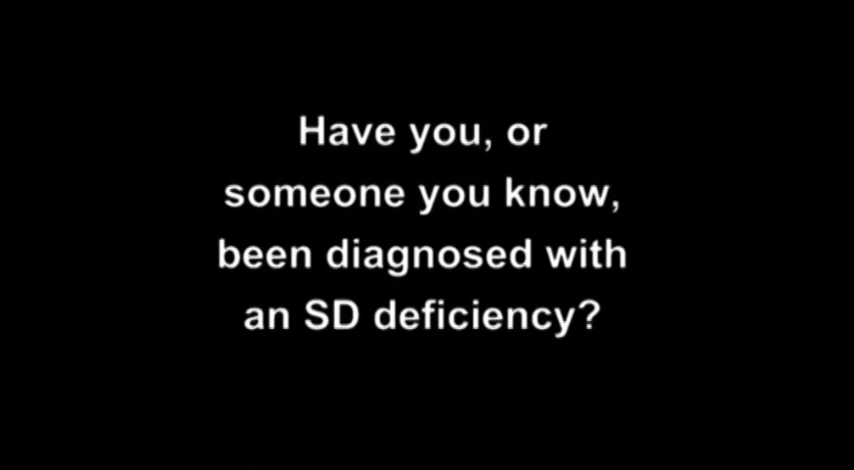 Have you, or
someone you know,
been diagnosed with
an SD deficiency?